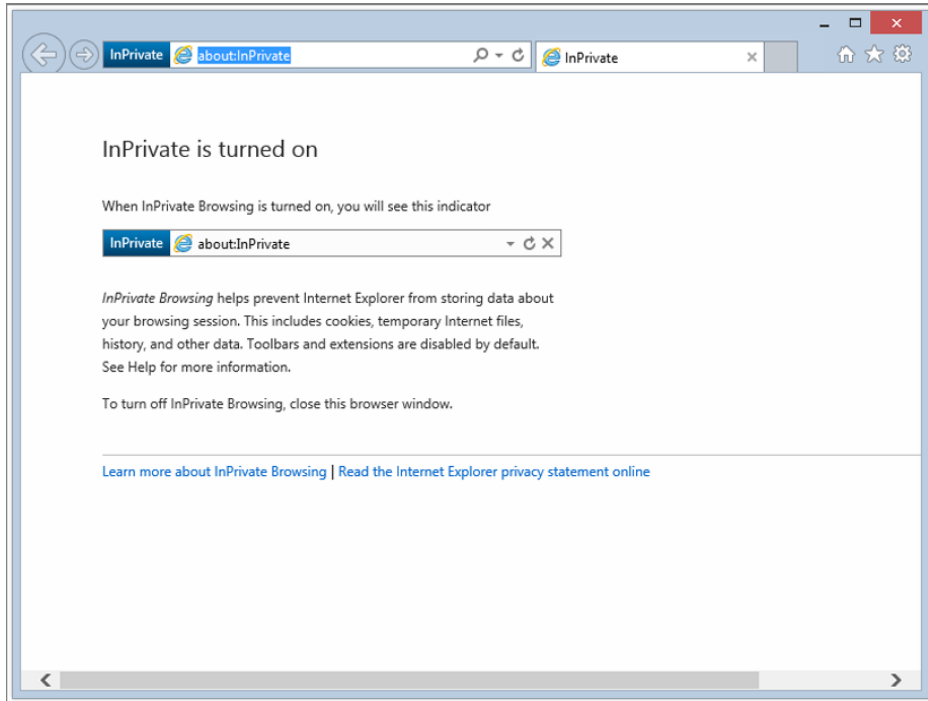 InPrivate about:InPrivate InPrivate
InPrivate is turned on
When InPrivate Browsing is turned on, you will see this indicator
InPrivate about:InPrivate
InPrivate Browsing helps prevent Internet Explorer from storing data about
your browsing session. This includes cookies, temporary Internet files,
history, and other data. Toolbars and extensions are disabled by default.
See Help for more information.
To turn off InPrivate Browsing, close this browser window.
Learn more about InPrivate Browsing | Read the Internet Explorer privacy statement online